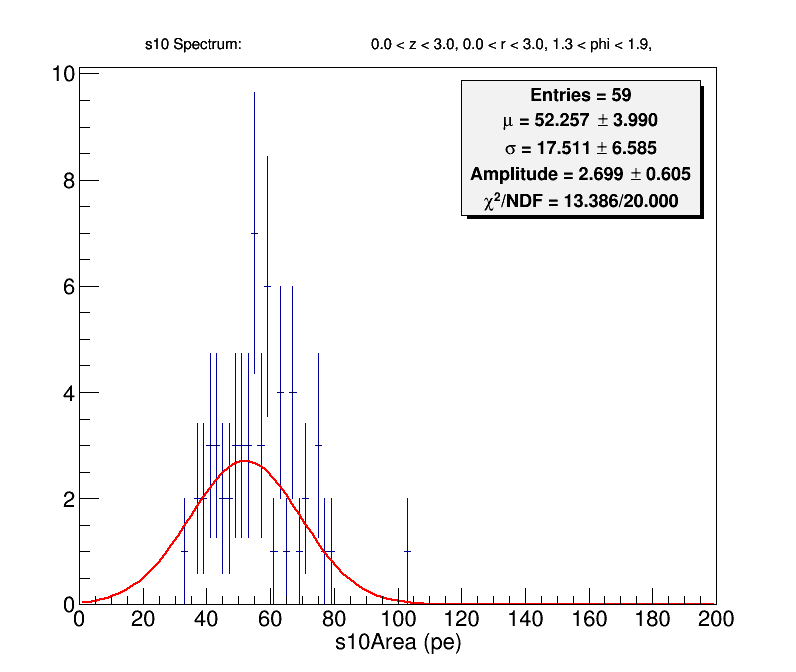 s10 Spectrum: 0.0 < z < 3.0, 0.0 < r < 3.0, 1.3 < phi < 1.9,
Entries = 59
μ = 52.257 ± 3.990
σ = 17.511 ± 6.585
Amplitude = 2.699 ± 0.605
χ²/NDF = 13.386/20.000
10
8
6
4
2
0
0 20 40 60 80 100 120 140 160 180 200
s10Area (pe)